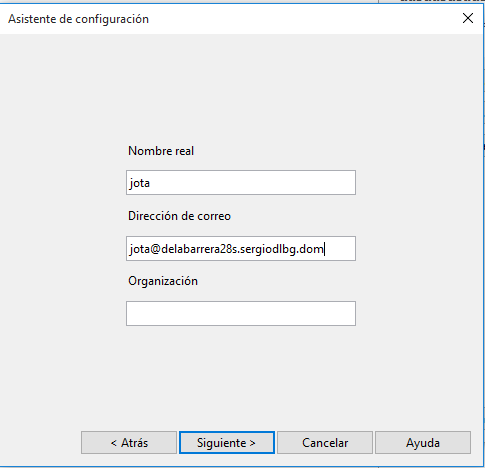 Asistente de configuración
Nombre real
jota
Dirección de correo
jota@delabarrera28s.sergiodlbg.dom
Organización
< Atrás
Siguiente >
Cancelar
Ayuda